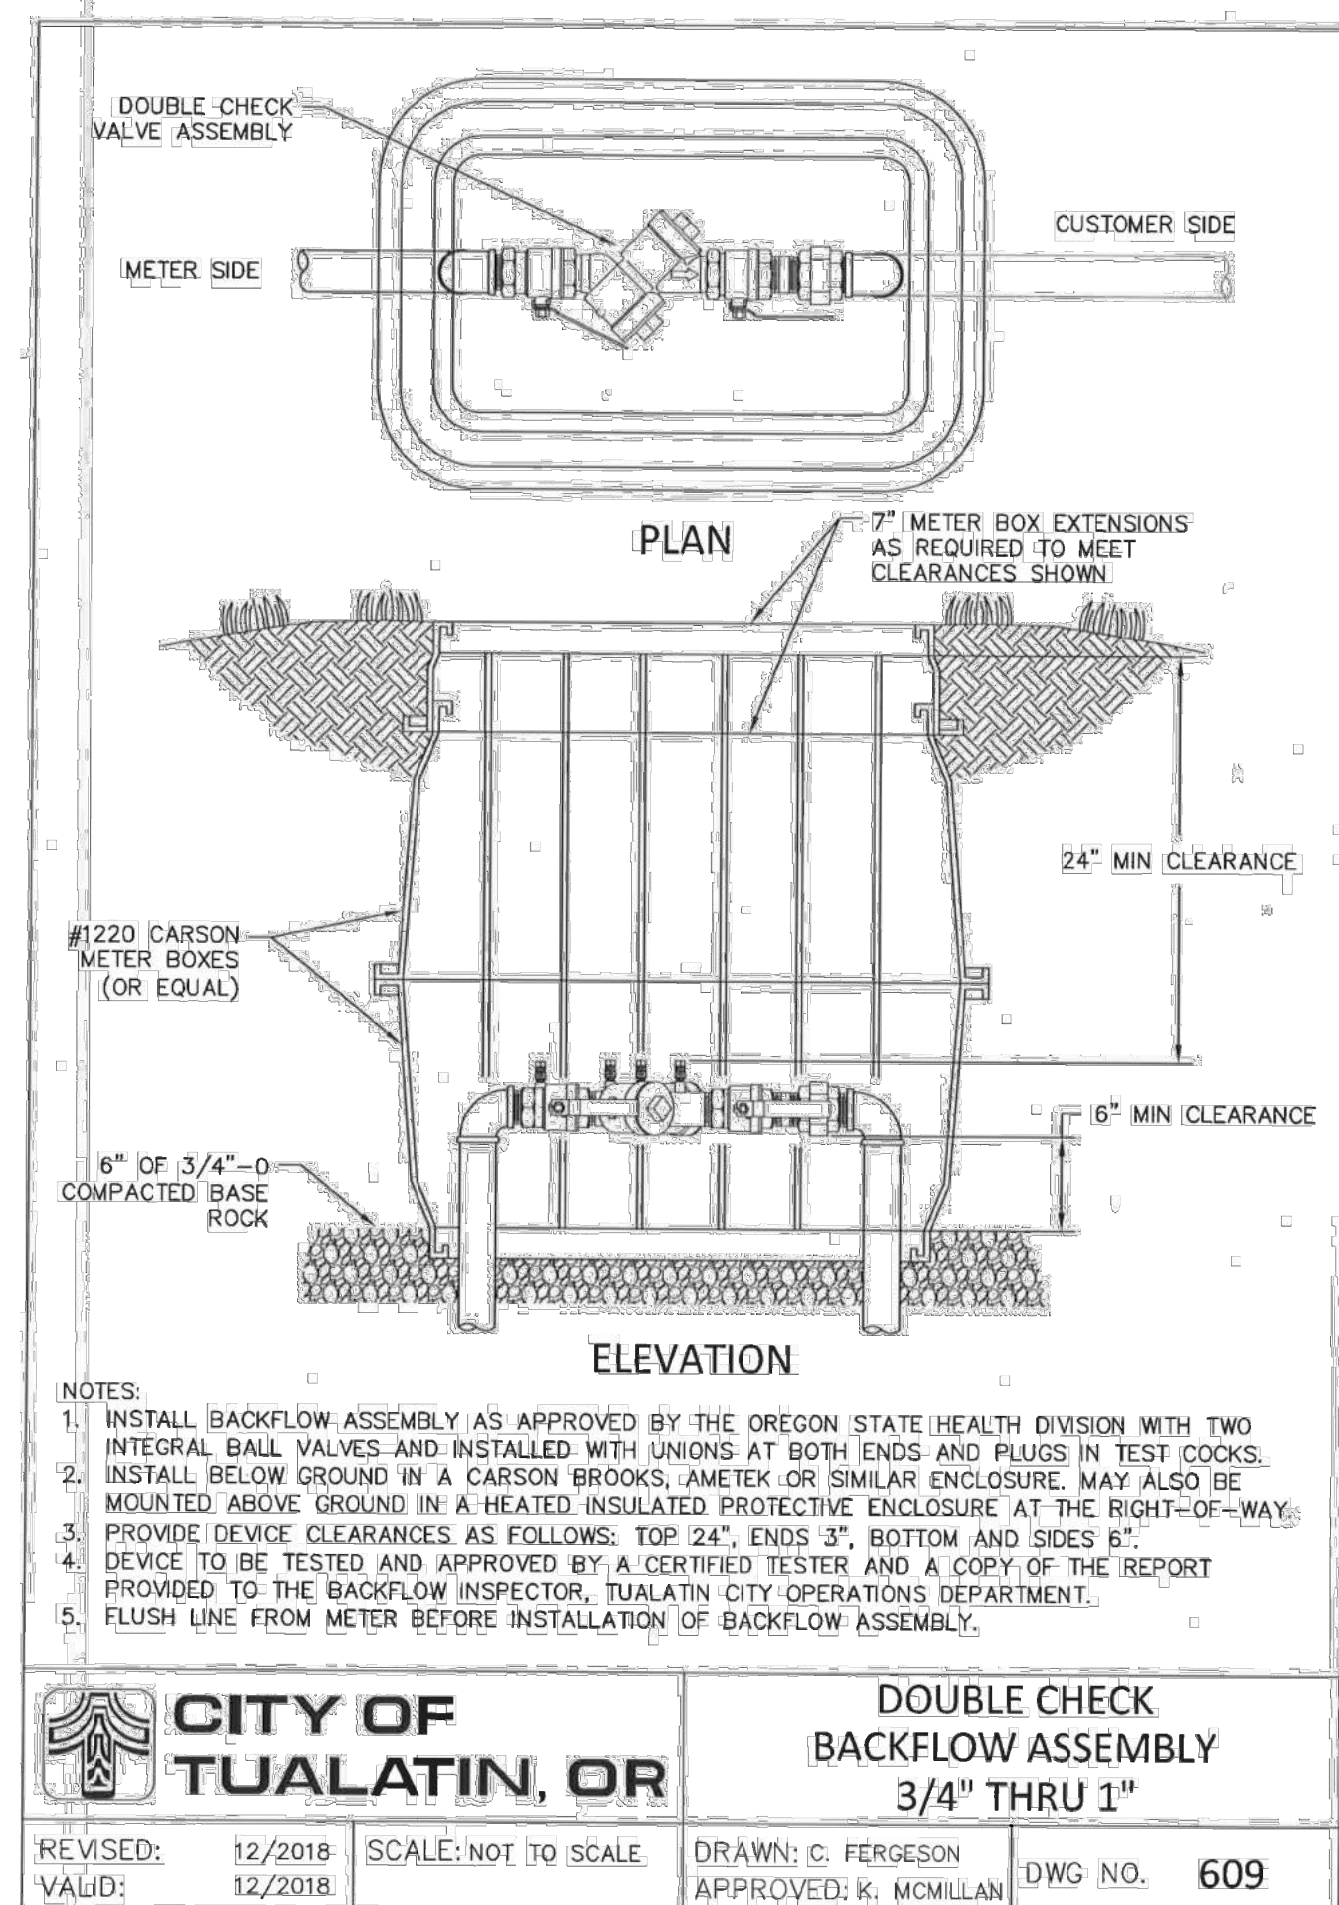 DOUBLE CHECK
VALVE ASSEMBLY
CUSTOMER SIDE
METER SIDE
PLAN
7" METER BOX EXTENSIONS
AS REQUIRED TO MEET
CLEARANCES SHOWN
24" MIN CLEARANCE
#1220 CARSON
METER BOXES
(OR EQUAL)
6" MIN CLEARANCE
6" OF 3/4"-0
COMPACTED BASE
ROCK
ELEVATION
NOTES:
1. INSTALL BACKFLOW ASSEMBLY AS APPROVED BY THE OREGON STATE HEALTH DIVISION WITH TWO
INTEGRAL BALL VALVES AND INSTALLED WITH UNIONS AT BOTH ENDS AND PLUGS IN TEST COCKS.
2. INSTALL BELOW GROUND IN A CARSON BROOKS, AMETEK OR SIMILAR ENCLOSURE. MAY ALSO BE
MOUNTED ABOVE GROUND IN A HEATED INSULATED PROTECTIVE ENCLOSURE AT THE RIGHT-OF-WAY.
3. PROVIDE DEVICE CLEARANCES AS FOLLOWS: TOP 24", ENDS 3", BOTTOM AND SIDES 6".
4. DEVICE TO BE TESTED AND APPROVED BY A CERTIFIED TESTER AND A COPY OF THE REPORT
PROVIDED TO THE BACKFLOW INSPECTOR, TUALATIN CITY OPERATIONS DEPARTMENT.
5. FLUSH LINE FROM METER BEFORE INSTALLATION OF BACKFLOW ASSEMBLY.
CITY OF
TUALATIN, OR
DOUBLE CHECK
BACKFLOW ASSEMBLY
3/4" THRU 1"
REVISED: 12/2018
VALID: 12/2018
SCALE: NOT TO SCALE
DRAWN: C. FERGESON
APPROVED: K. MCMILLAN
DWG NO. 609